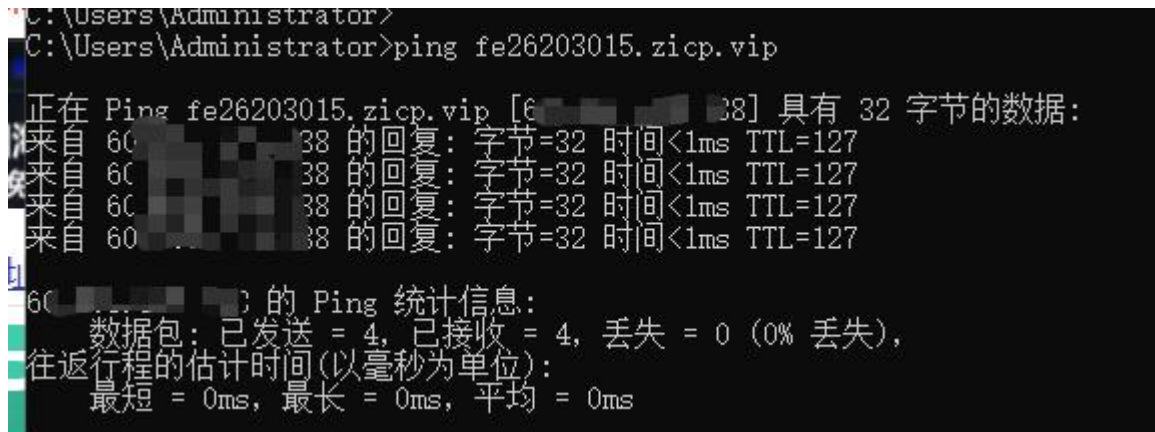 C:\Users\Administrator>
C:\Users\Administrator>ping fe26203015.zicp.vip
正在 Ping fe26203015.zicp.vip [6 38] 具有 32 字节的数据:
来自 60 38 的回复: 字节=32 时间<1ms TTL=127
来自 60 38 的回复: 字节=32 时间<1ms TTL=127
来自 60 38 的回复: 字节=32 时间<1ms TTL=127
来自 60 38 的回复: 字节=32 时间<1ms TTL=127
60 的 Ping 统计信息:
数据包: 已发送 = 4, 已接收 = 4, 丢失 = 0 (0% 丢失),
往返行程的估计时间(以毫秒为单位):
最短 = 0ms, 最长 = 0ms, 平均 = 0ms